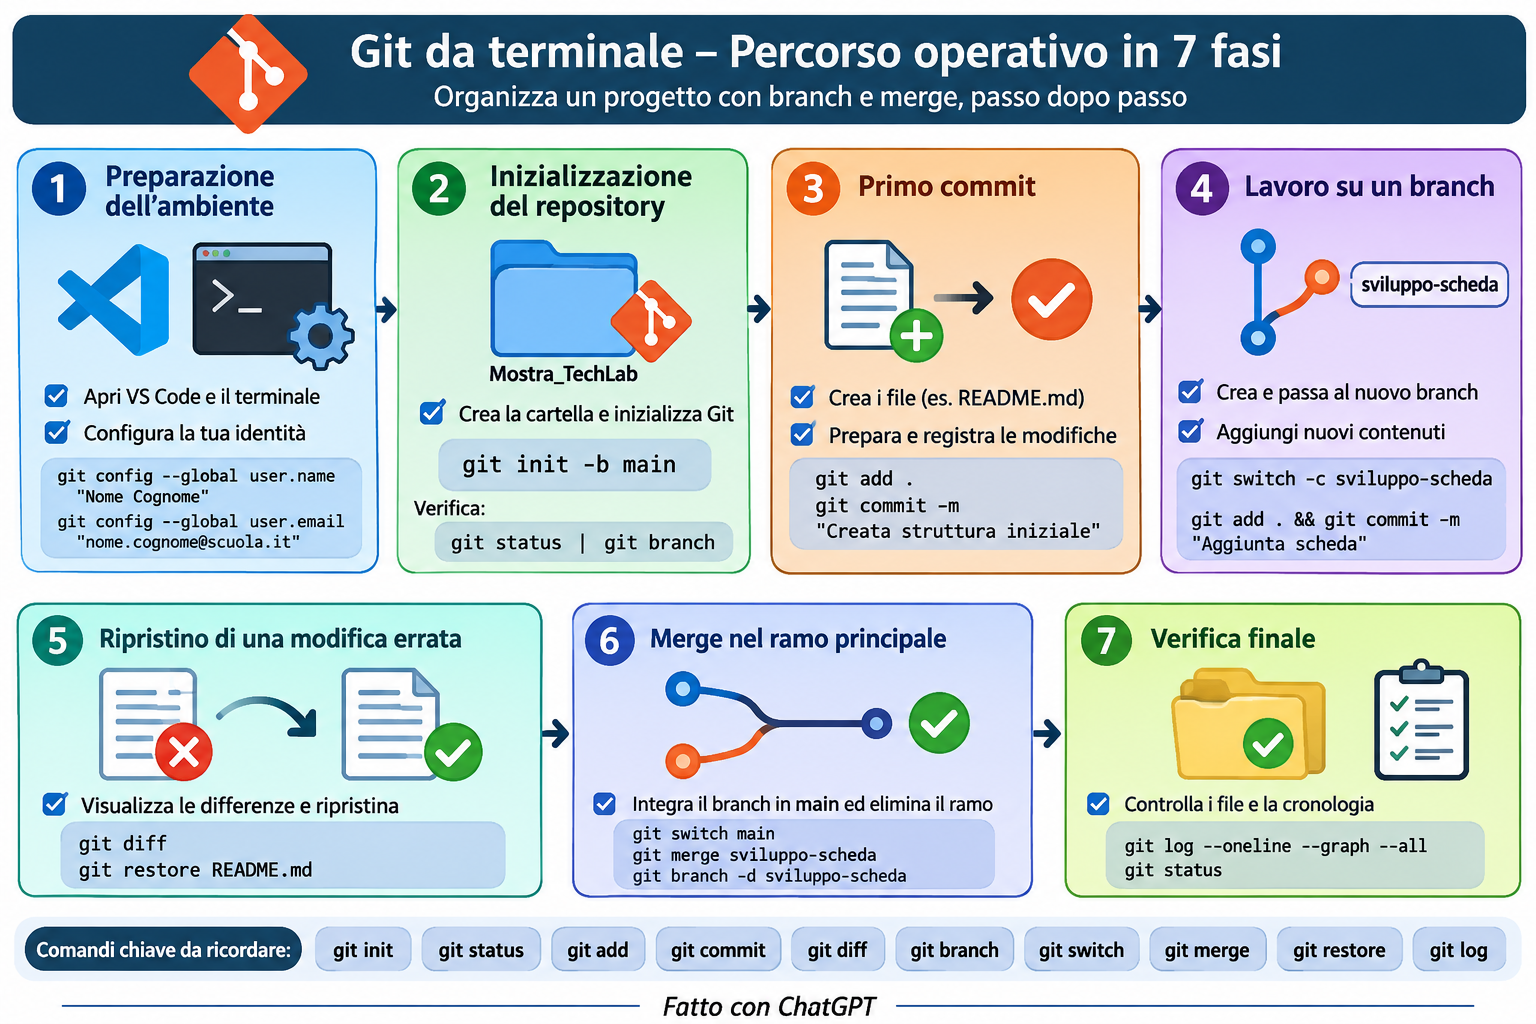 Git da terminale – Percorso operativo in 7 fasi
Organizza un progetto con branch e merge, passo dopo passo
1
Preparazione
dell'ambiente
>_
Apri VS Code e il terminale
Configura la tua identità
git config --global user.name
"Nome Cognome"
git config --global user.email
"nome.cognome@scuola.it"
2
Inizializzazione
del repository
Mostra_TechLab
Crea la cartella e inizializza Git
git init -b main
Verifica:
git status | git branch
3
Primo commit
Crea i file (es. README.md)
Prepara e registra le modifiche
git add .
git commit -m
"Creata struttura iniziale"
4
Lavoro su un branch
sviluppo-scheda
Crea e passa al nuovo branch
Aggiungi nuovi contenuti
git switch -c sviluppo-scheda
git add . && git commit -m
"Aggiunta scheda"
5
Ripristino di una modifica errata
Visualizza le differenze e ripristina
git diff
git restore README.md
6
Merge nel ramo principale
Integra il branch in main ed elimina il ramo
git switch main
git merge sviluppo-scheda
git branch -d sviluppo-scheda
7
Verifica finale
Controlla i file e la cronologia
git log --oneline --graph --all
git status
Comandi chiave da ricordare: git init git status git add git commit git diff git branch git switch git merge git restore git log
Fatto con ChatGPT